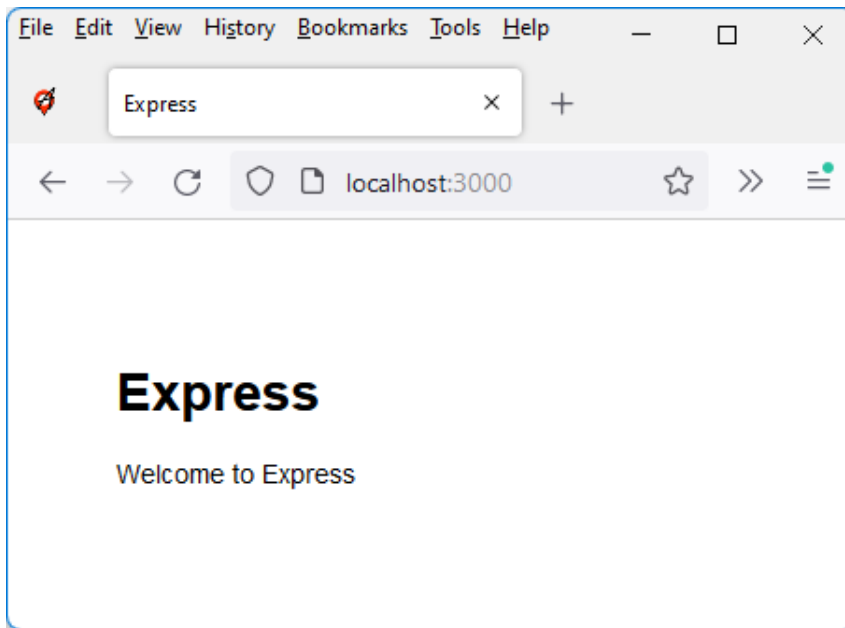 File Edit View History Bookmarks Tools Help
Express
localhost:3000
Express
Welcome to Express